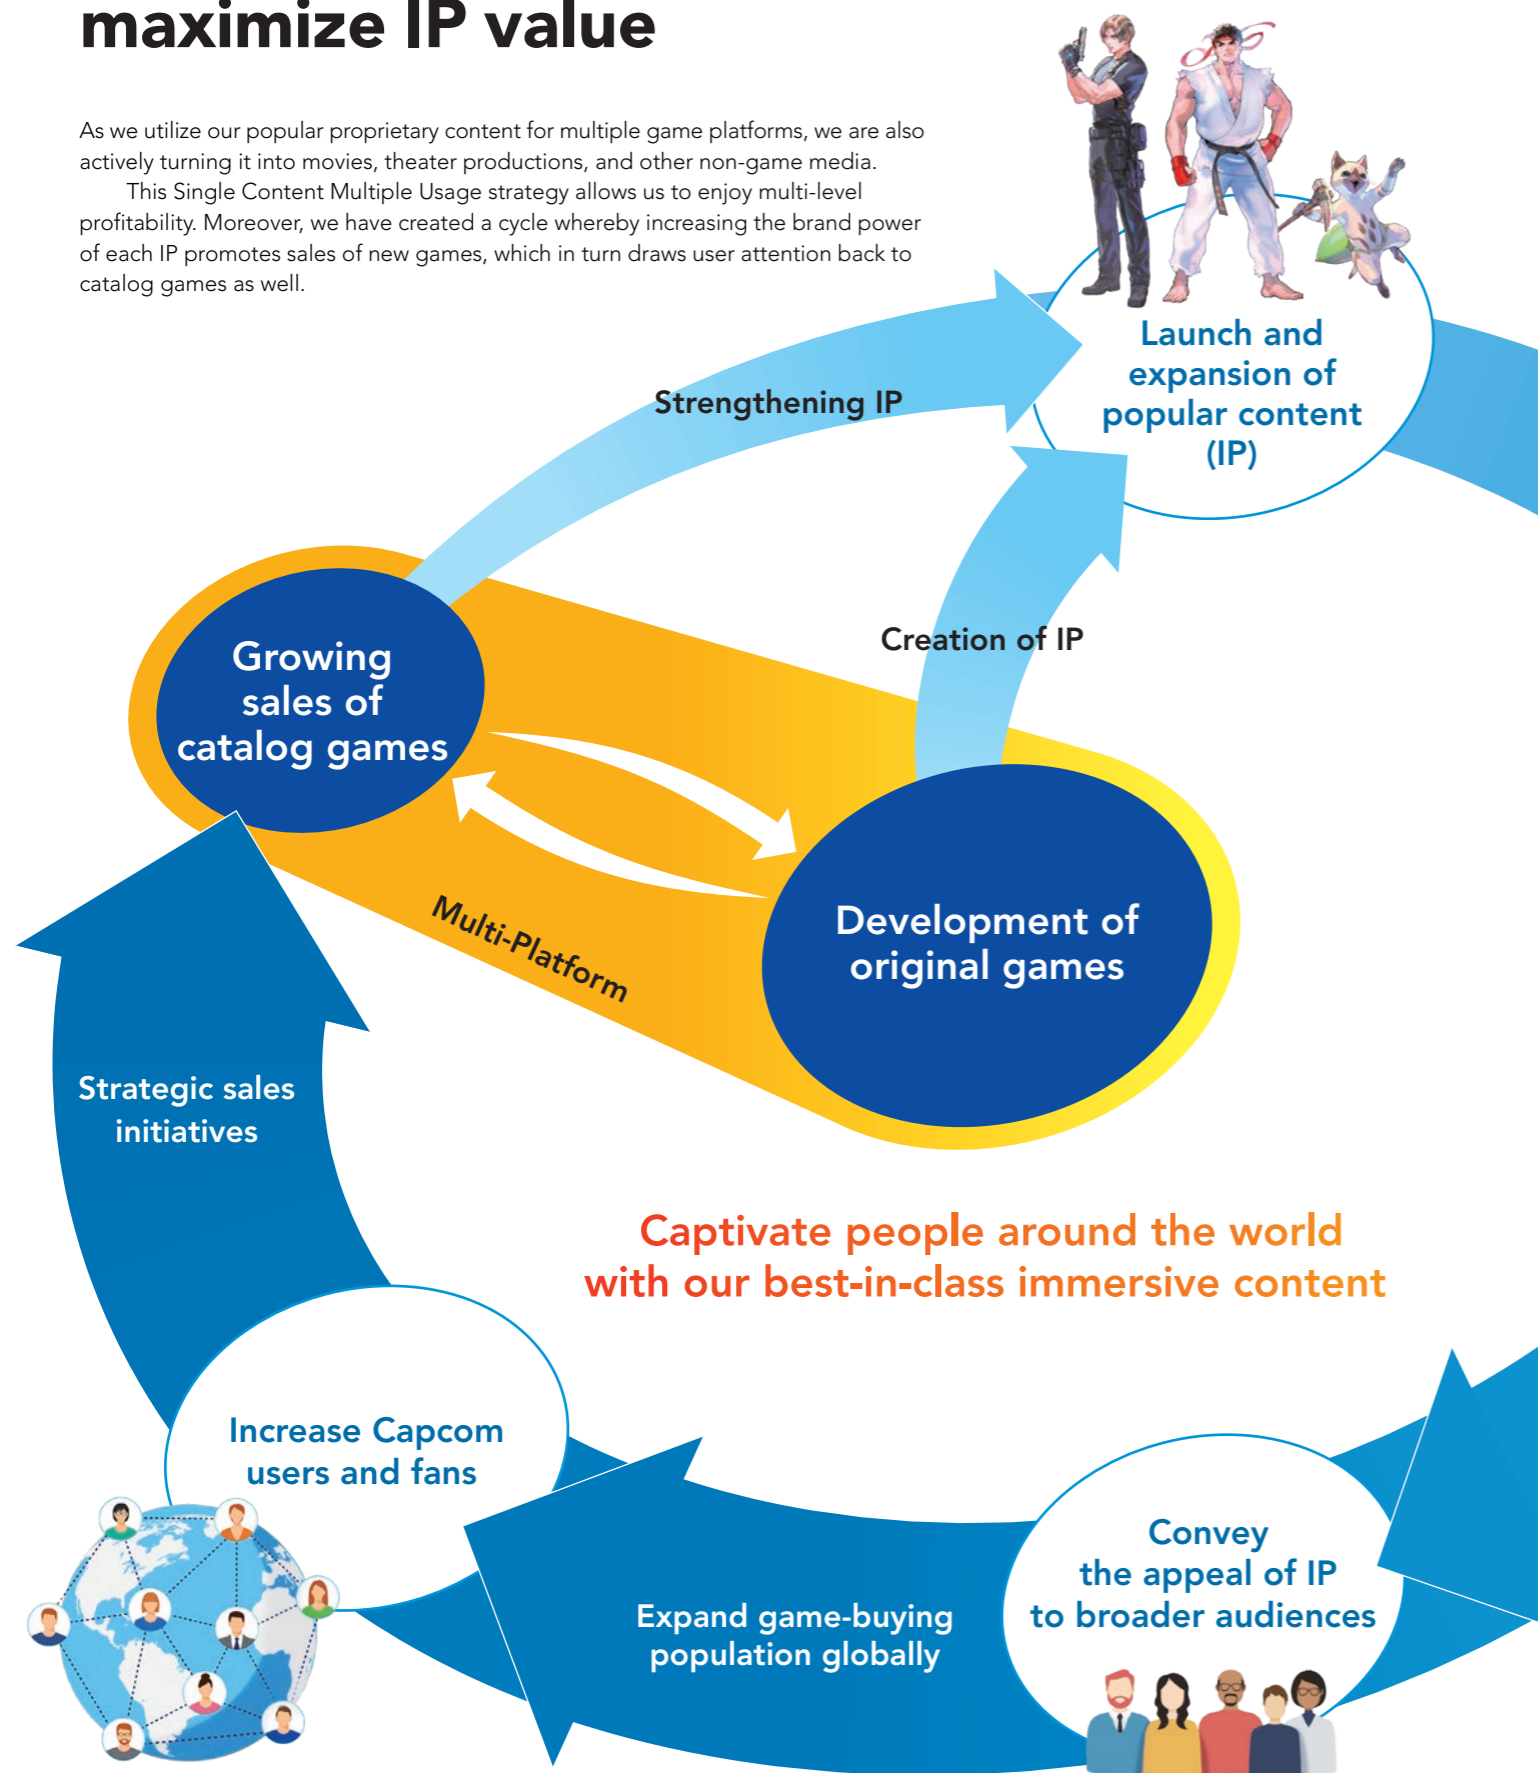 maximize IP value
As we utilize our popular proprietary content for multiple game platforms, we are also
actively turning it into movies, theater productions, and other non-game media.
This Single Content Multiple Usage strategy allows us to enjoy multi-level
profitability. Moreover, we have created a cycle whereby increasing the brand power
of each IP promotes sales of new games, which in turn draws user attention back to
catalog games as well.
Launch and
expansion of
popular content
(IP)
Strengthening IP
Creation of IP
Growing
sales of
catalog games
Multi-Platform
Development of
original games
Strategic sales
initiatives
Captivate people around the world
with our best-in-class immersive content
Increase Capcom
users and fans
Expand game-buying
population globally
Convey
the appeal of IP
to broader audiences